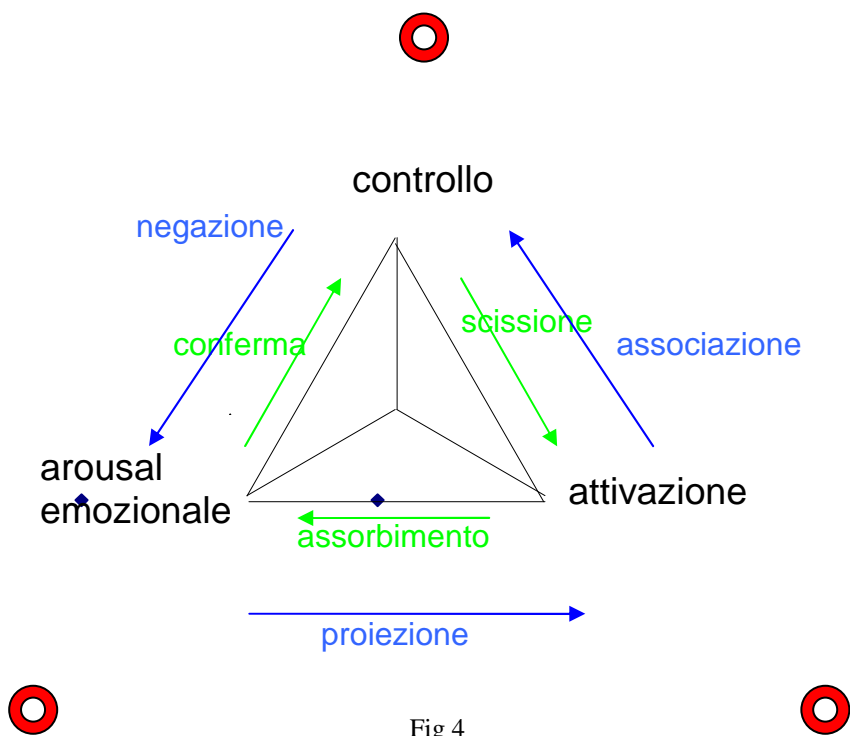 controllo
negazione
scissione
conferma
associazione
arousal
emozionale
attivazione
assorbimento
proiezione
Fig 4